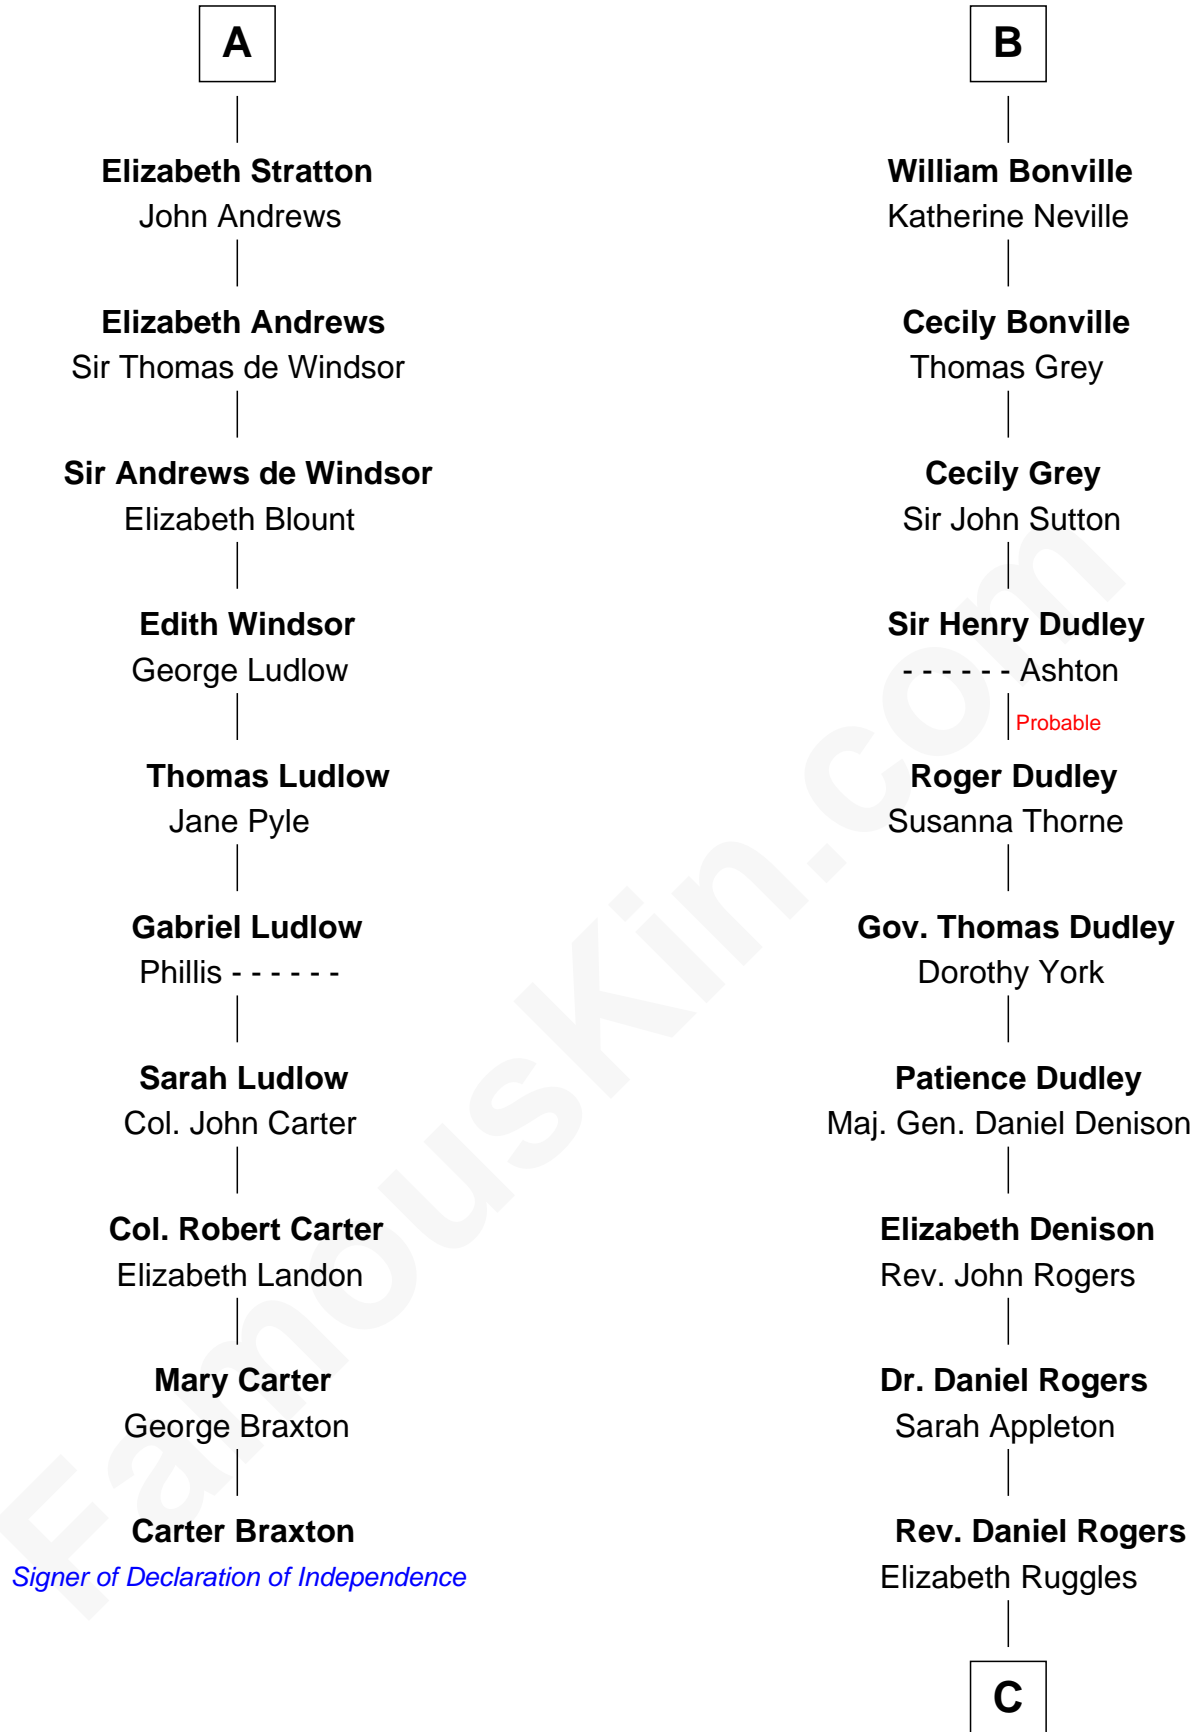 A
Elizabeth Stratton
John Andrews
Elizabeth Andrews
Sir Thomas de Windsor
Sir Andrews de Windsor
Elizabeth Blount
Edith Windsor
George Ludlow
Thomas Ludlow
Jane Pyle
Gabriel Ludlow
Phillis - - - - - -
Sarah Ludlow
Col. John Carter
Col. Robert Carter
Elizabeth Landon
Mary Carter
George Braxton
Carter Braxton
Signer of Declaration of Independence
B
William Bonville
Katherine Neville
Cecily Bonville
Thomas Grey
Cecily Grey
Sir John Sutton
Sir Henry Dudley
- - - - - - Ashton
Probable
Roger Dudley
Susanna Thorne
Gov. Thomas Dudley
Dorothy York
Patience Dudley
Maj. Gen. Daniel Denison
Elizabeth Denison
Rev. John Rogers
Dr. Daniel Rogers
Sarah Appleton
Rev. Daniel Rogers
Elizabeth Ruggles
C
FamousKin.com